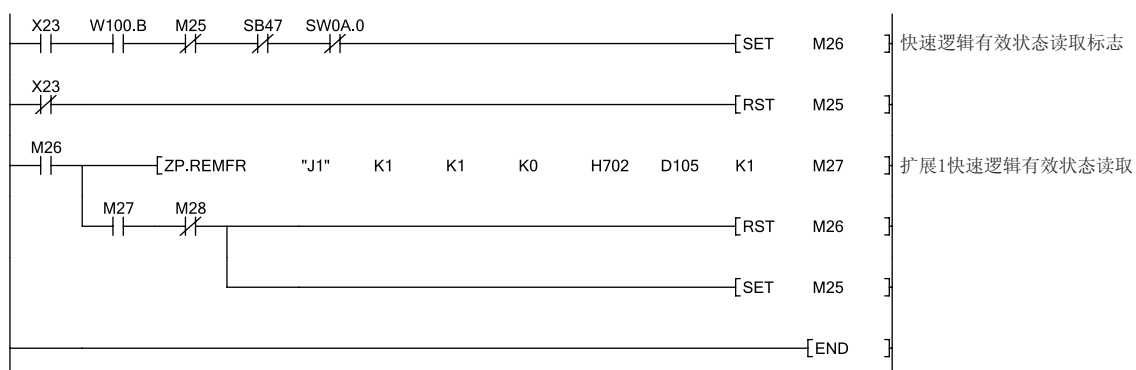 X23 W100.B M25 SB47 SW0A.0
[SET M26 ] 快速逻辑有效状态读取标志
X23
[RST M25 ]
M26
[ZP.REMFR "J1" K1 K1 K0 H702 D105 K1 M27 ] 扩展1快速逻辑有效状态读取
M27 M28
[RST M26 ]
[SET M25 ]
[END ]